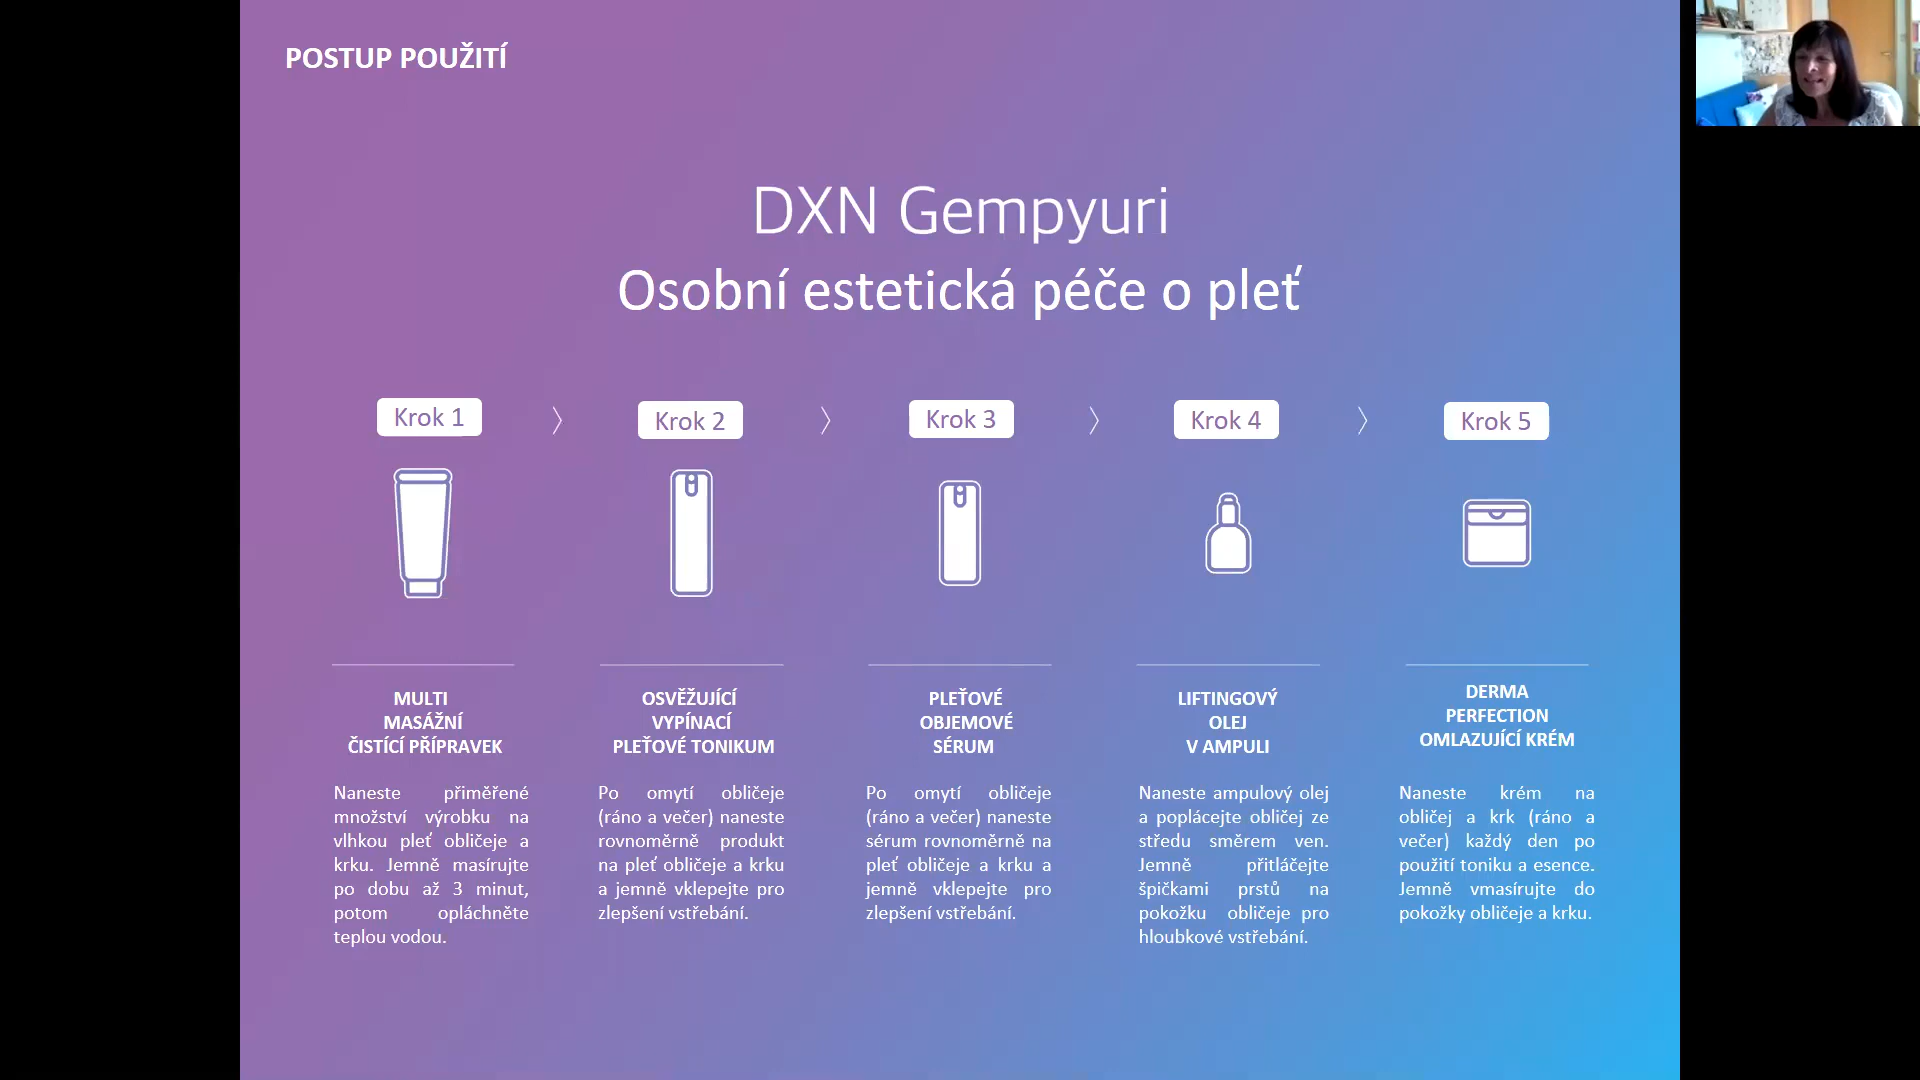 POSTUP POUŽITÍ
DXN Gempyuri
Osobní estetická péče o pleť
Krok 1
Krok 2
Krok 3
Krok 4
Krok 5
MULTI
MASÁŽNÍ
ČISTÍCÍ PŘÍPRAVEK
Naneste přiměřené
množství výrobku na
vlhkou pleť obličeje a
krku. Jemně masírujte
po dobu až 3 minut,
potom opláchněte
teplou vodou.
OSVĚŽUJÍCÍ
VYPÍNACÍ
PLEŤOVÉ TONIKUM
Po omytí obličeje
(ráno a večer) naneste
rovnoměrně produkt
na pleť obličeje a krku
a jemně vklepejte pro
zlepšení vstřebání.
PLEŤOVÉ
OBJEMOVÉ
SÉRUM
Po omytí obličeje
(ráno a večer) naneste
sérum rovnoměrně na
pleť obličeje a krku a
jemně vklepejte pro
zlepšení vstřebání.
LIFTINGOVÝ
OLEJ
V AMPULI
Naneste ampulový olej
a poplácejte obličej ze
středu směrem ven.
Jemně přitláčejte
špičkami prstů na
pokožku obličeje pro
hloubkové vstřebání.
DERMA
PERFECTION
OMLAZUJÍCÍ KRÉM
Naneste krém na
obličej a krk (ráno a
večer) každý den po
použití toniku a esence.
Jemně vmasírujte do
pokožky obličeje a krku.